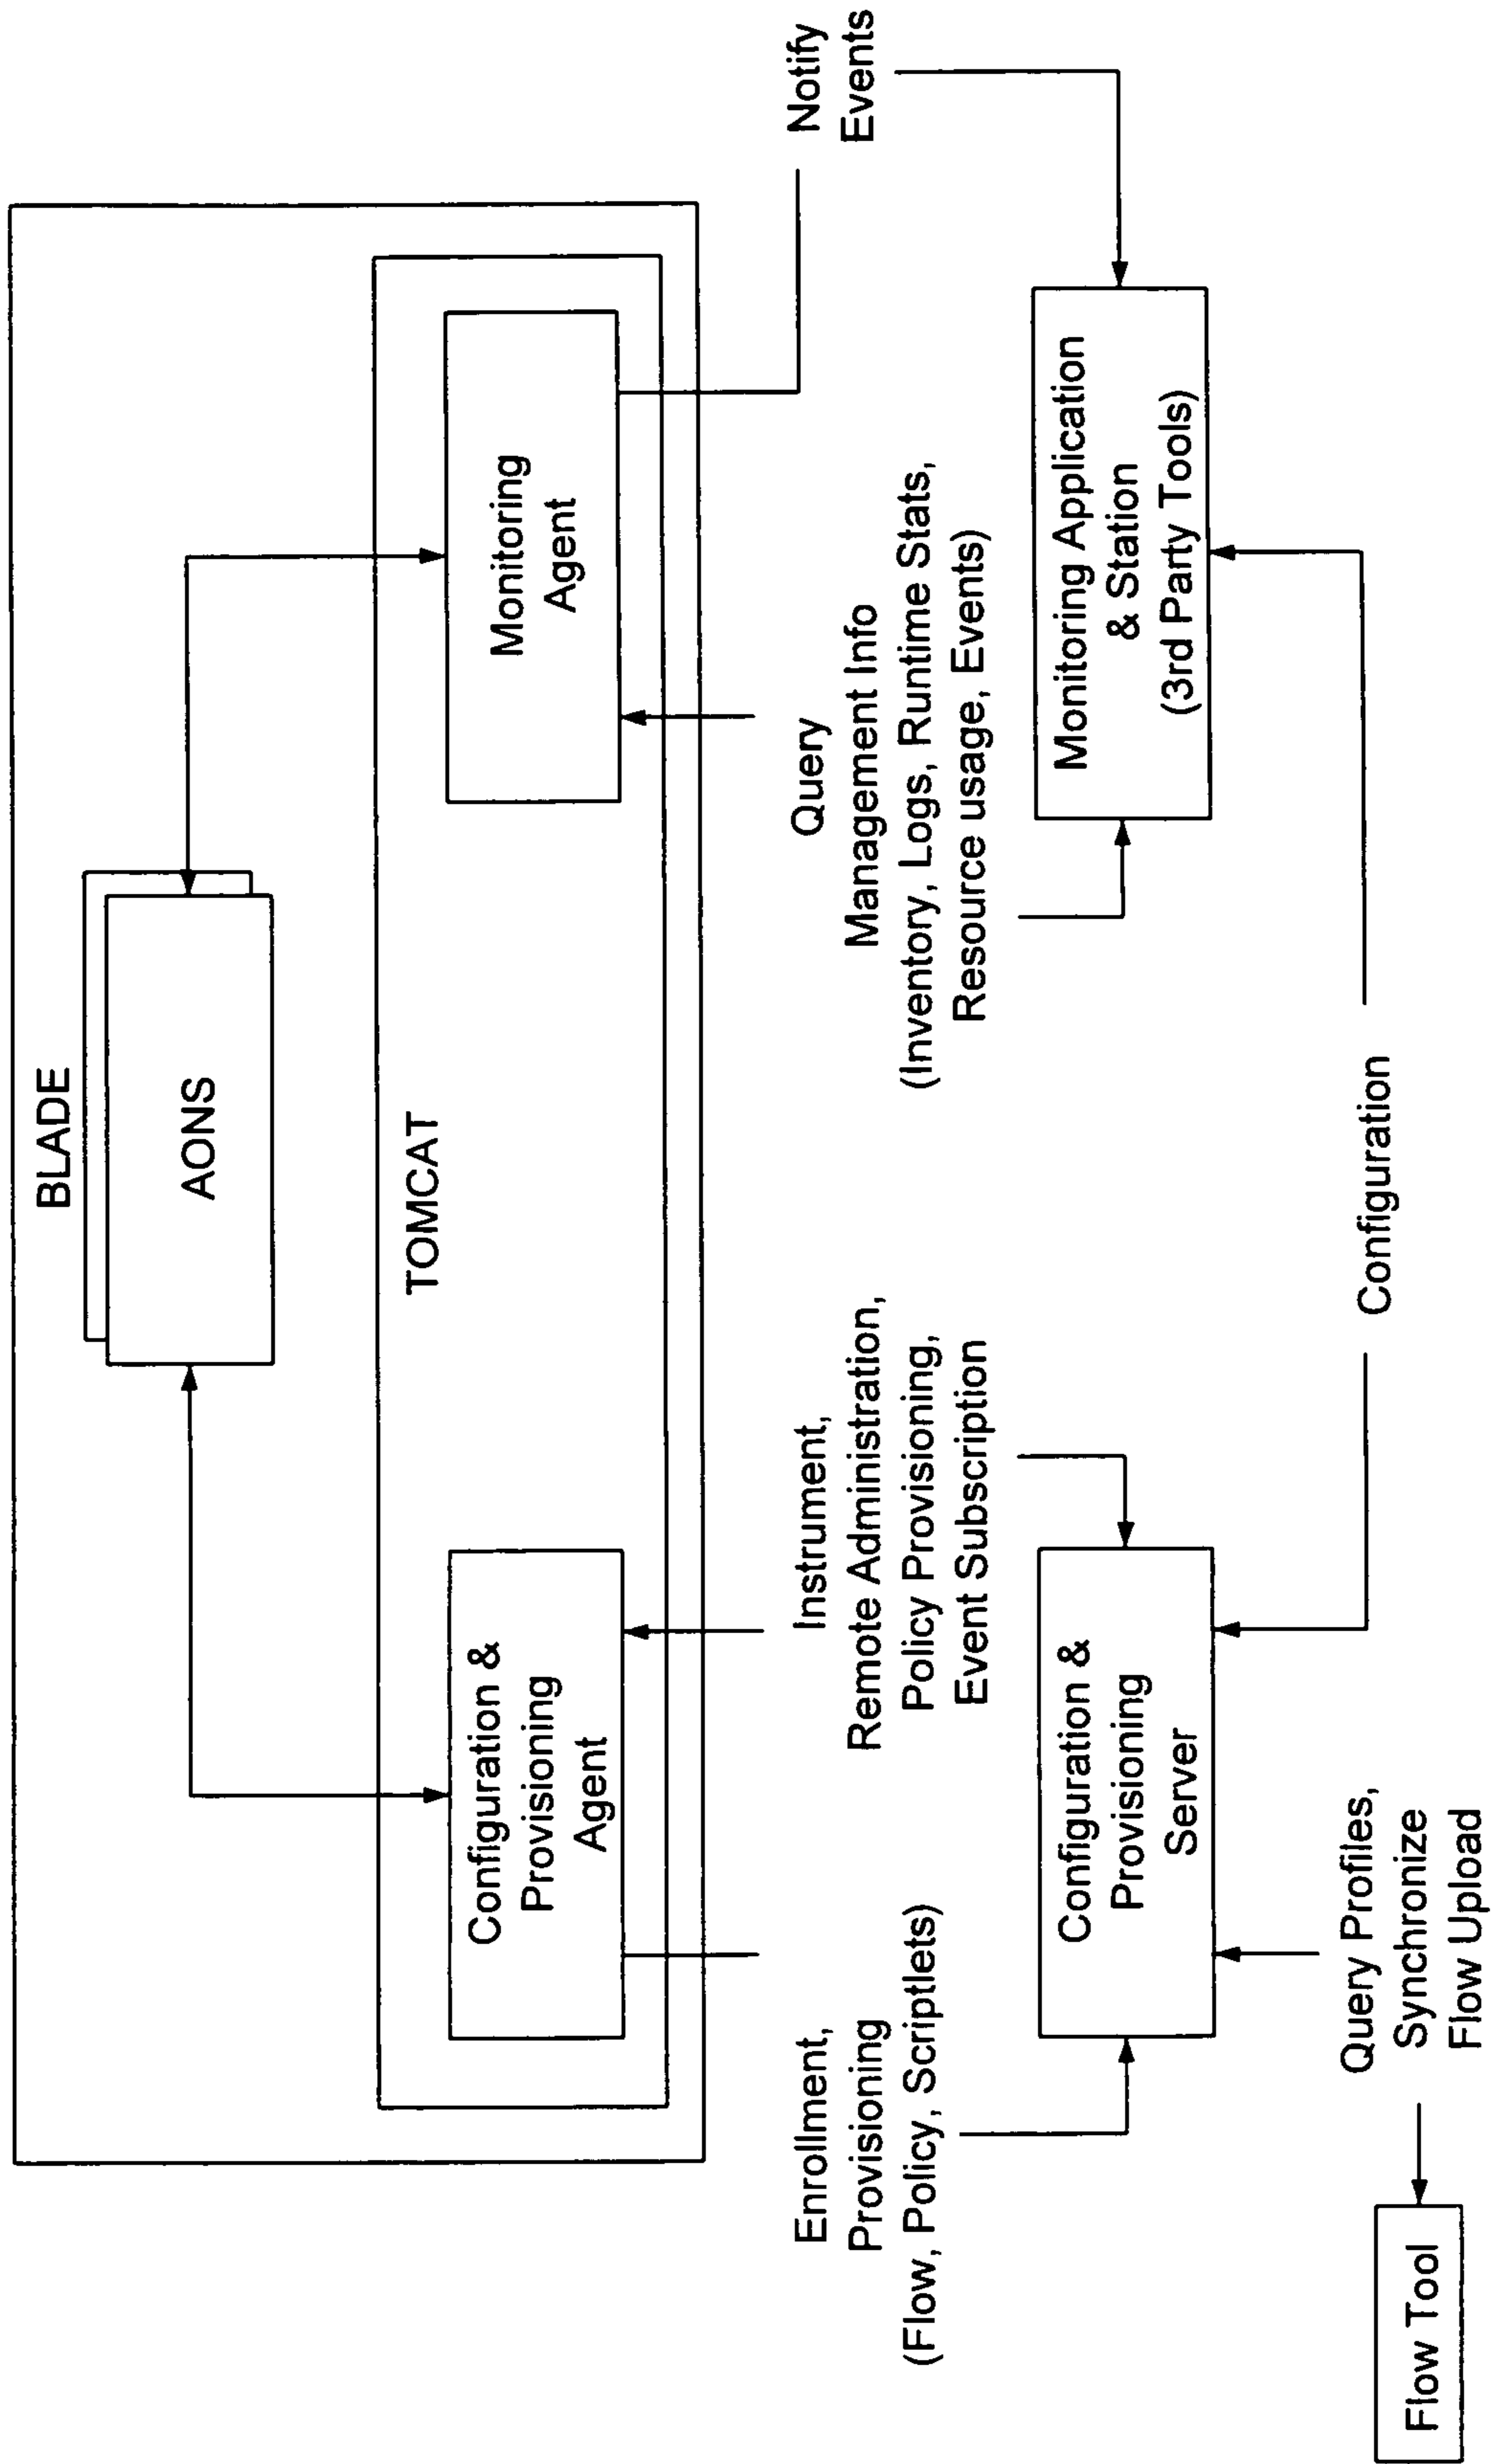 BLADE
AONS
TOMCAT
Configuration &
Provisioning
Agent
Monitoring
Agent
Enrollment,
Provisioning
(Flow, Policy, Scriptlets)
Instrument,
Remote Administration,
Policy Provisioning,
Event Subscription
Query
Management Info
(Inventory, Logs, Runtime Stats,
Resource usage, Events)
Notify
Events
Configuration &
Provisioning
Server
Monitoring Application
& Station
(3rd Party Tools)
Flow Tool
Query Profiles,
Synchronize
Flow Upload
Configuration